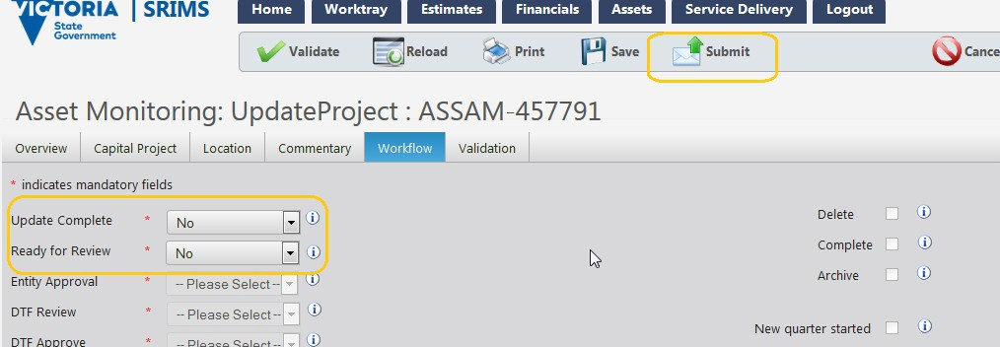 VICTORIA
State
Government
SRIMS
Home Worktray Estimates Financials Assets Service Delivery Logout
Validate Reload Print Save Submit Cance
Asset Monitoring: UpdateProject : ASSAM-457791
Overview Capital Project Location Commentary Workflow Validation
* indicates mandatory fields
Update Complete * No
Delete
Ready for Review * No
Complete
Entity Approval * -- Please Select --
Archive
DTF Review * -- Please Select --
New quarter started
DTF Approve * -- Please Select --